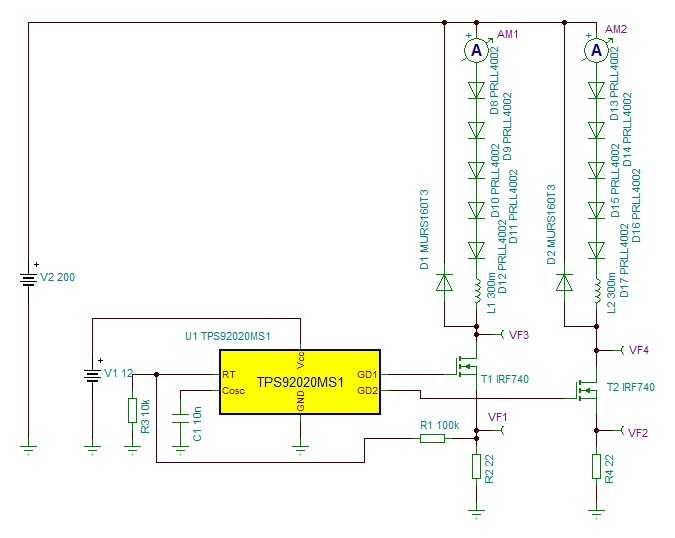 AM1
AM2
A
A
D8 PRLL4002
D13 PRLL4002
D9 PRLL4002
D14 PRLL4002
D10 PRLL4002
D15 PRLL4002
D11 PRLL4002
D16 PRLL4002
D12 PRLL4002
D17 PRLL4002
D1 MURS160T3
D2 MURS160T3
L1 300m
L2 300m
+
V2 200
VF3
VF4
U1 TPS92020MS1
+
V1 12
RT
Vcc
GD1
T1 IRF740
TPS92020MS1
Cosc
GND
GD2
T2 IRF740
R3 10k
C1 10n
R1 100k
VF1
VF2
R2 22
R4 22
+
+